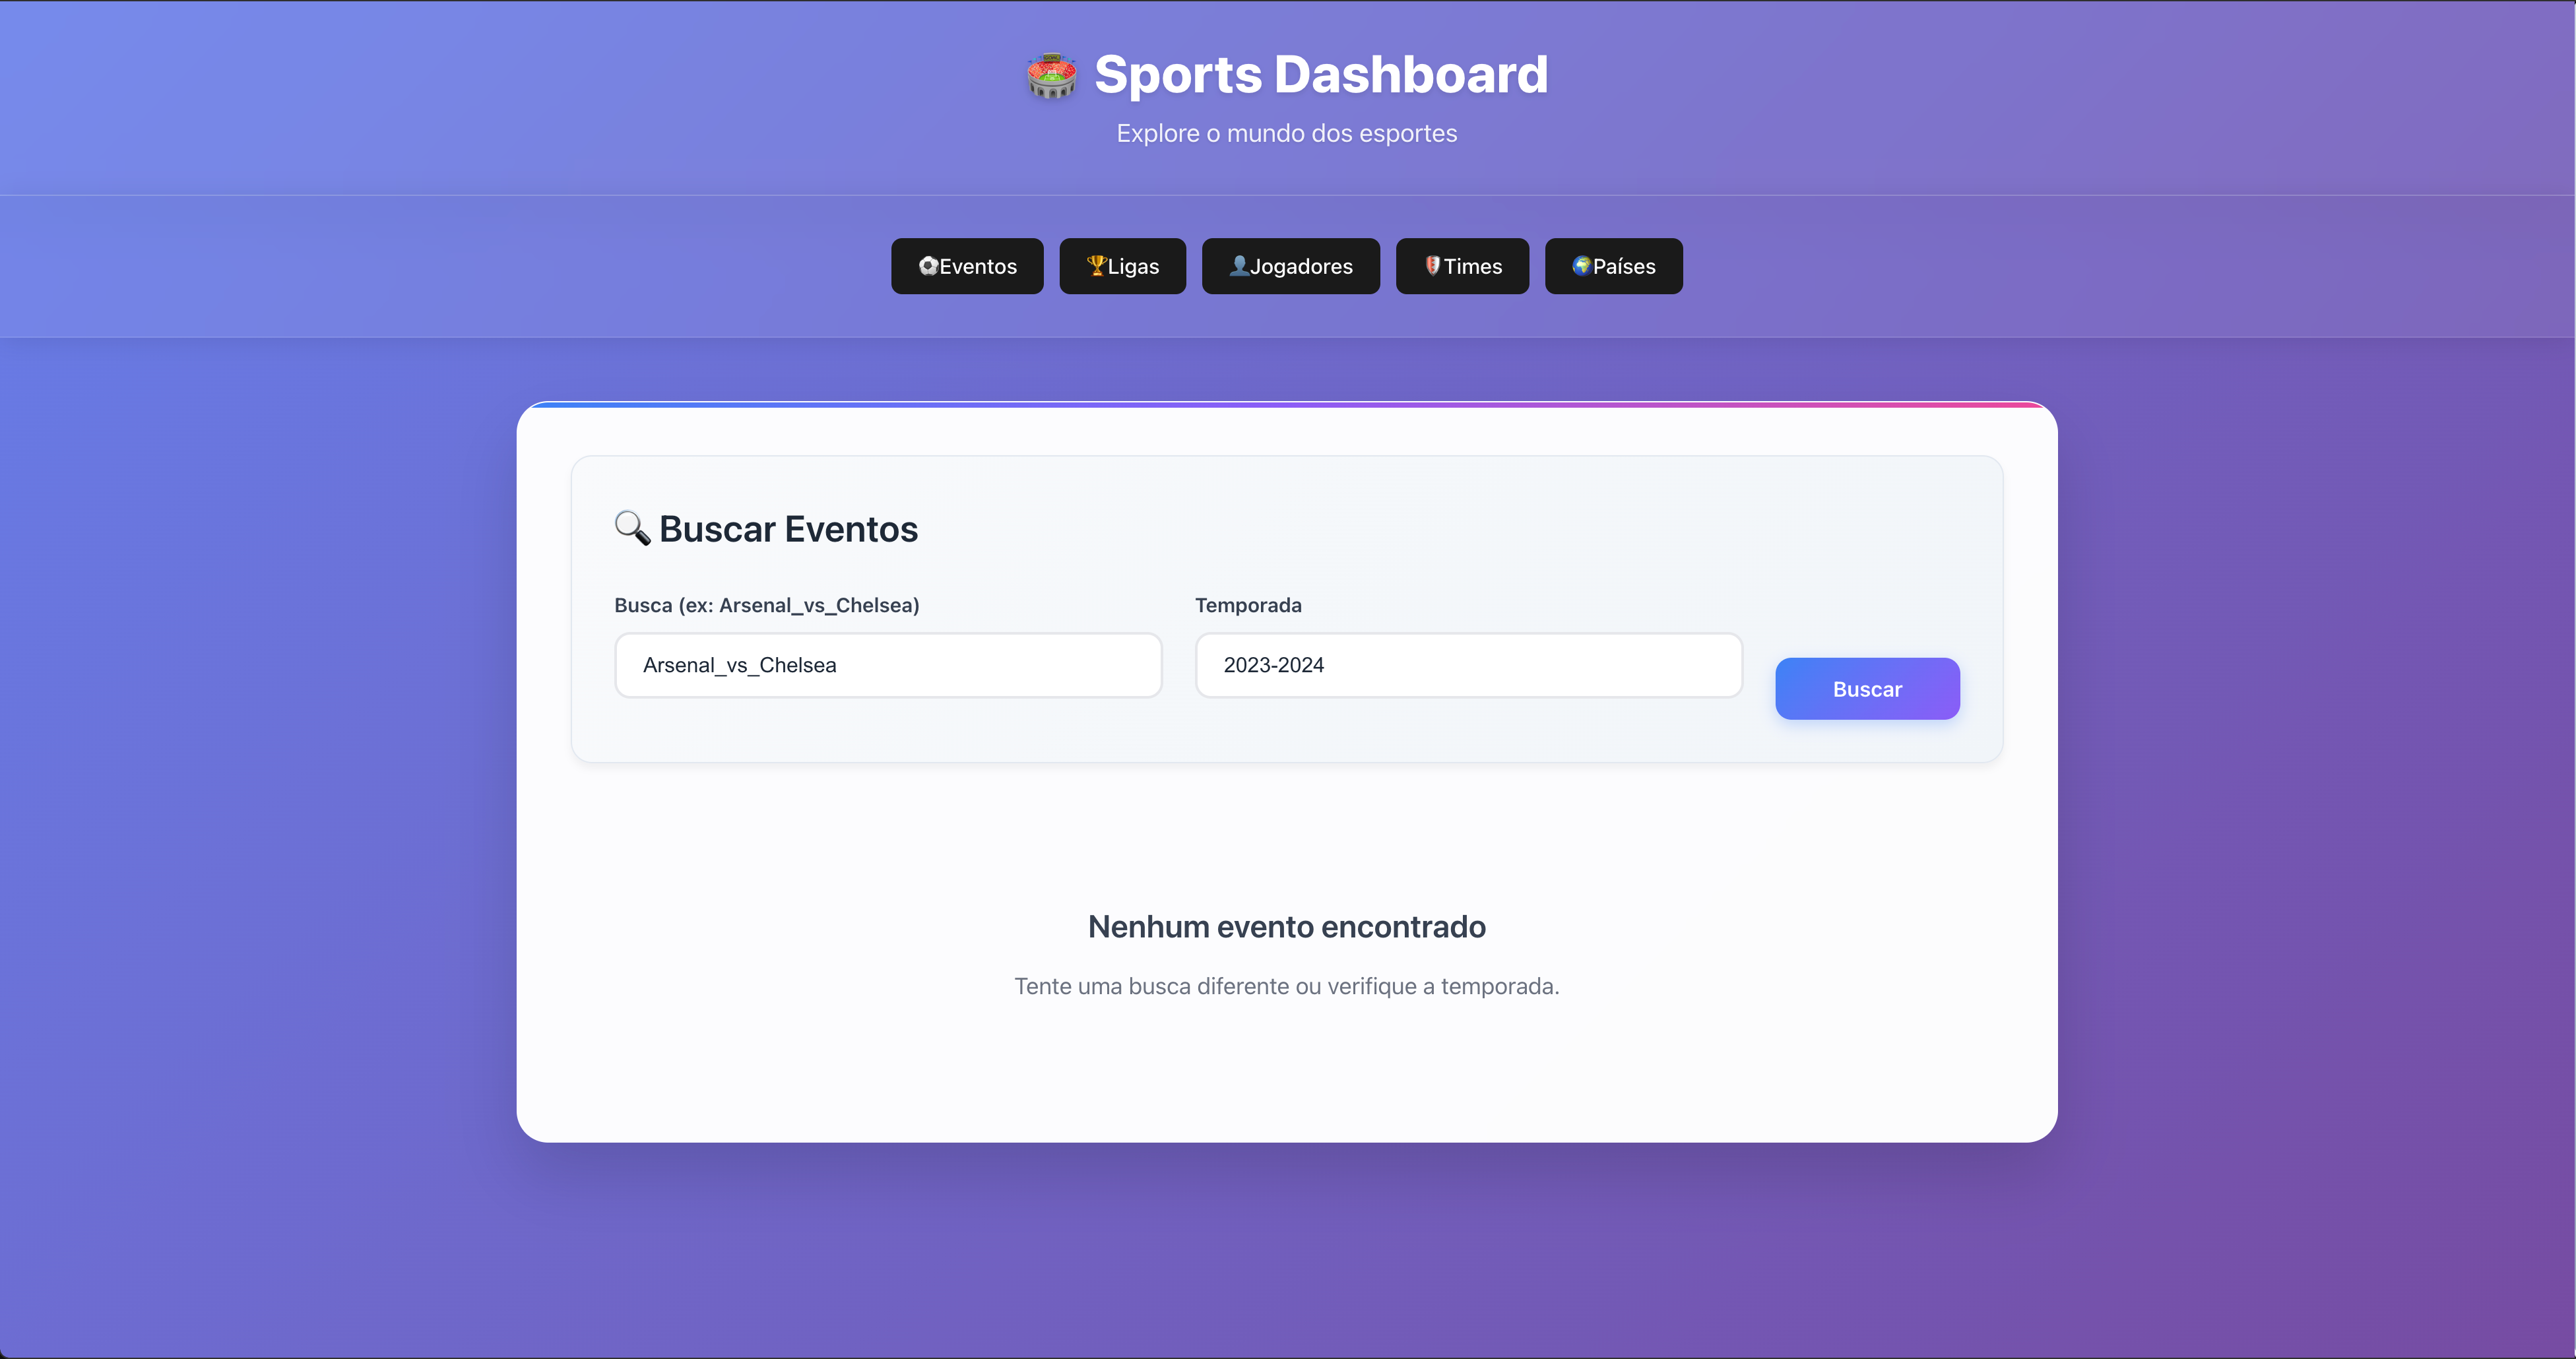 Sports Dashboard
Explore o mundo dos esportes
Eventos Ligas Jogadores Times Países
Buscar Eventos
Busca (ex: Arsenal_vs_Chelsea) Temporada
Arsenal_vs_Chelsea 2023-2024
Buscar
Nenhum evento encontrado
Tente uma busca diferente ou verifique a temporada.